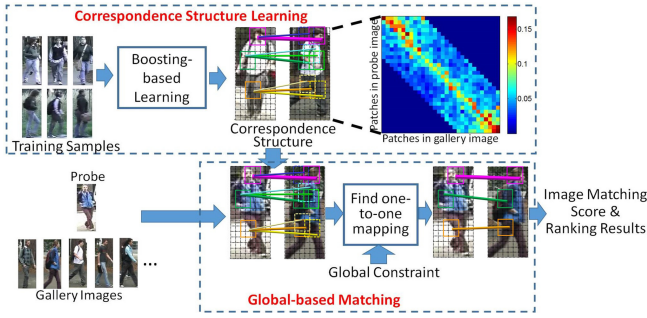 Correspondence Structure Learning
Boosting-
based
Learning
Training Samples
Correspondence
Structure
Patches in probe image
Patches in gallery image
0.15
0.1
0.05
Probe
Gallery Images
...
Find one-
to-one
mapping
Global Constraint
Global-based Matching
Image Matching
Score &
Ranking Results